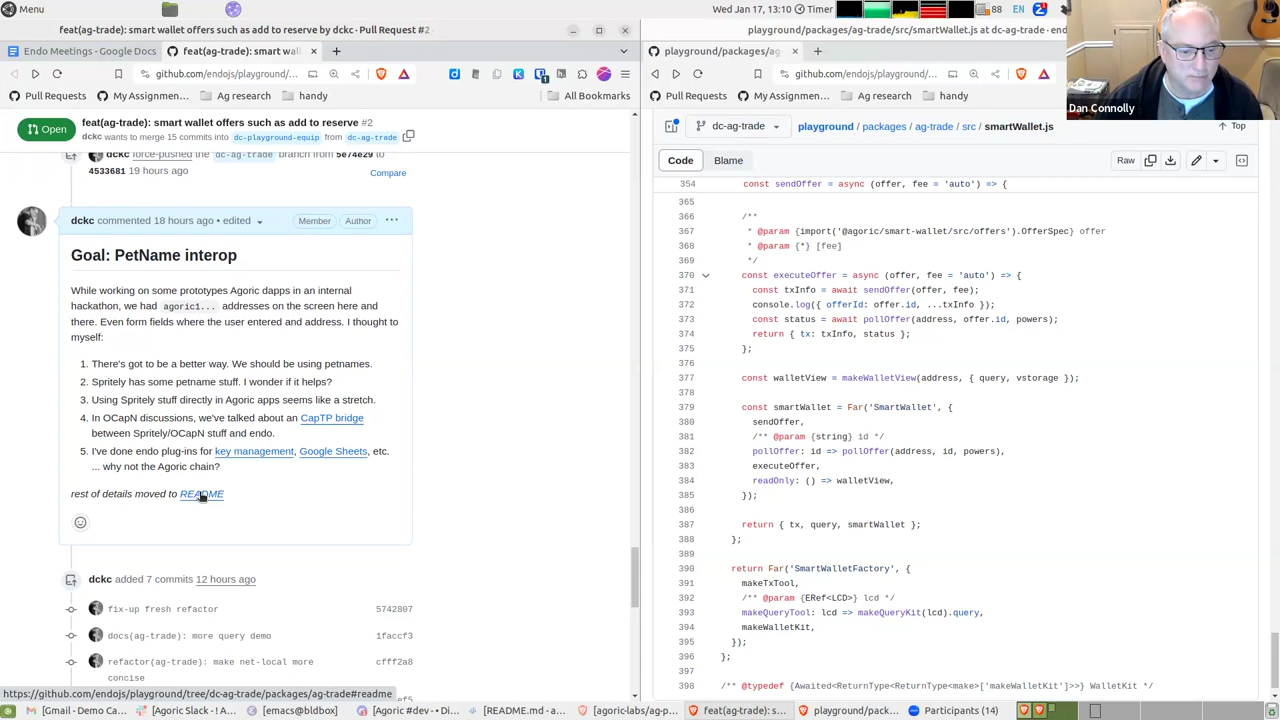 Menu
Wed Jan 17, 13:10
Timer
88
EN
feat(ag-trade): smart wallet offers such as add to reserve by dckc · Pull Request #2 -
playground/packages/ag-trade/src/smartWallet.js at dc-ag-trade · en
Endo Meetings - Google Docs
feat(ag-trade): smart wal
playground/packages/ag
github.com/endojs/playground/...
github.com/endojs/playground/...
Pull Requests
My Assignmen...
Ag research
handy
All Bookmarks
Pull Requests
My Assignmen...
Ag research
handy
Dan Connolly
Open
feat(ag-trade): smart wallet offers such as add to reserve #2
dckc wants to merge 15 commits into dc-playground-equip from dc-ag-trade
dckc force-pushed the dc-ag-trade branch from 5e74e29 to
4533681 19 hours ago
Compare
dckc commented 18 hours ago • edited
Member
Author
Goal: PetName interop
While working on some prototypes Agoric dapps in an internal
hackathon, we had agoric1... addresses on the screen here and
there. Even form fields where the user entered and address. I thought to
myself:
1. There's got to be a better way. We should be using petnames.
2. Spritely has some petname stuff. I wonder if it helps?
3. Using Spritely stuff directly in Agoric apps seems like a stretch.
4. In OCapN discussions, we've talked about an CapTP bridge
between Spritely/OCapN stuff and endo.
5. I've done endo plug-ins for key management, Google Sheets, etc.
... why not the Agoric chain?
rest of details moved to README
dckc added 7 commits 12 hours ago
fix-up fresh refactor 5742807
docs(ag-trade): more query demo 1faccf3
refactor(ag-trade): make net-local more cfff2a8
concise
https://github.com/endojs/playground/tree/dc-ag-trade/packages/ag-trade#readme
dc-ag-trade
playground / packages / ag-trade / src / smartWallet.js
Top
Code
Blame
Raw
354 const sendOffer = async (offer, fee = 'auto') => {
365
366 /**
367 * @param {import('@agoric/smart-wallet/src/offers').OfferSpec} offer
368 * @param {*} [fee]
369 */
370 const executeOffer = async (offer, fee = 'auto') => {
371 const txInfo = await sendOffer(offer, fee);
372 console.log({ offerId: offer.id, ...txInfo });
373 const status = await pollOffer(address, offer.id, powers);
374 return { tx: txInfo, status };
375 };
376
377 const walletView = makeWalletView(address, { query, vstorage });
378
379 const smartWallet = Far('SmartWallet', {
380 sendOffer,
381 /** @param {string} id */
382 pollOffer: id => pollOffer(address, id, powers),
383 executeOffer,
384 readOnly: () => walletView,
385 });
386
387 return { tx, query, smartWallet };
388 };
389
390 return Far('SmartWalletFactory', {
391 makeTxTool,
392 /** @param {ERef<LCD>} lcd */
393 makeQueryTool: lcd => makeQueryKit(lcd).query,
394 makeWalletKit,
395 });
396 };
397
398 /** @typedef {Awaited<ReturnType<ReturnType<make>['makeWalletKit']>>} WalletKit */
[Gmail - Demo Ca...
[Agoric Slack - 1 ...
[emacs@bldbox]
[Agoric #dev - • Di...
[README.md - a...
[agoric-labs/ag-p...
feat(ag-trade): s...
playground/pack...
Participants (14)